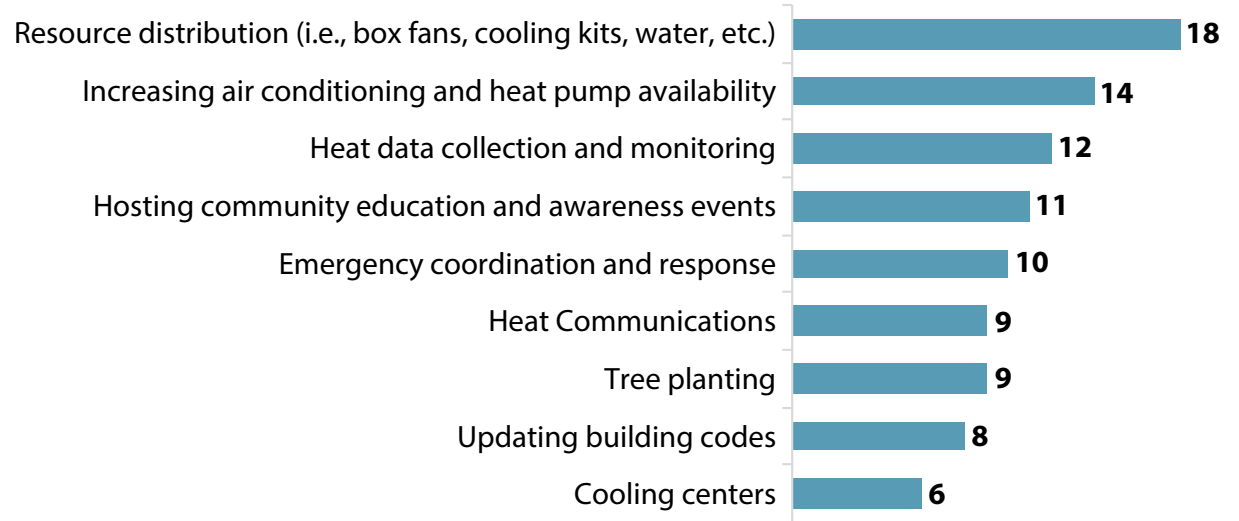 Resource distribution (i.e., box fans, cooling kits, water, etc.) 18
Increasing air conditioning and heat pump availability 14
Heat data collection and monitoring 12
Hosting community education and awareness events 11
Emergency coordination and response 10
Heat Communications 9
Tree planting 9
Updating building codes 8
Cooling centers 6